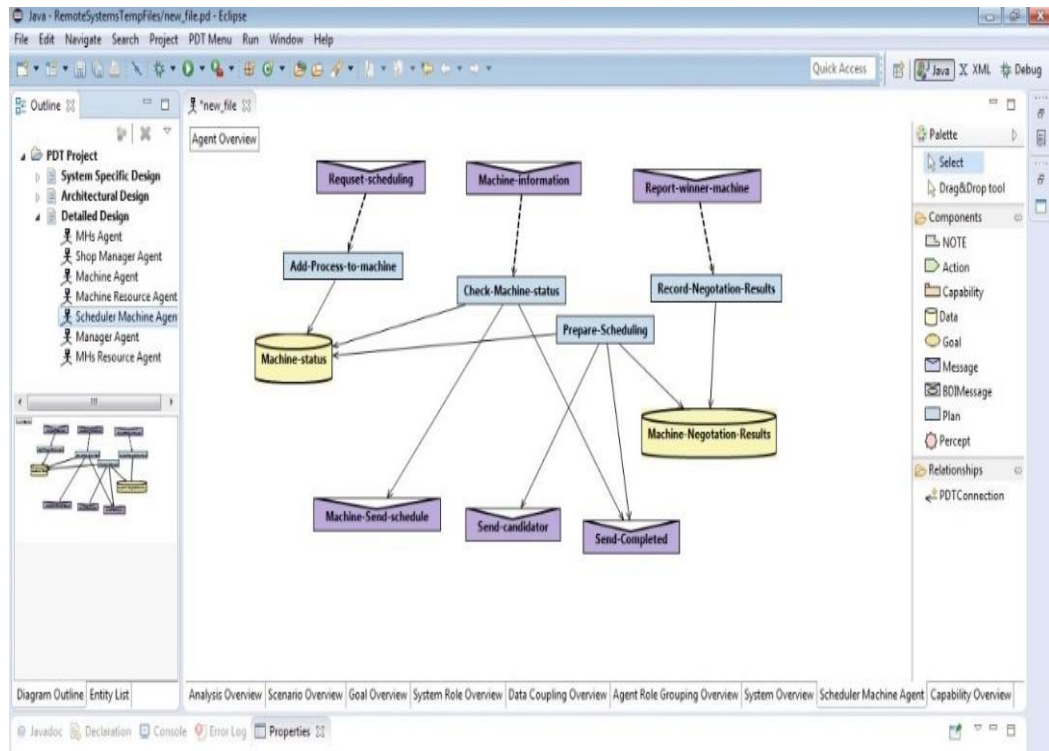 Java - RemoteSystemsTempFiles/new_file.pd - Eclipse
File Edit Navigate Search Project PDT Menu Run Window Help
Quick Access
Java XML Debug
Outline
*new_file
Agent Overview
PDT Project
System Specific Design
Architectural Design
Detailed Design
MHs Agent
Shop Manager Agent
Machine Agent
Machine Resource Agent
Scheduler Machine Agen
Manager Agent
MHs Resource Agent
Requset-scheduling
Machine-information
Report-winner-machine
Add-Process-to-machine
Check-Machine-status
Record-Negotation-Results
Prepare-Scheduling
Machine-status
Machine-Negotation-Results
Machine-Send-schedule
Send-candidator
Send-Completed
Palette
Select
Drag&Drop tool
Components
NOTE
Action
Capability
Data
Goal
Message
BDIMessage
Plan
Percept
Relationships
PDTConnection
Diagram Outline Entity List
Analysis Overview Scenario Overview Goal Overview System Role Overview Data Coupling Overview Agent Role Grouping Overview System Overview Scheduler Machine Agent Capability Overview
@ Javadoc Declaration Console Error Log Properties